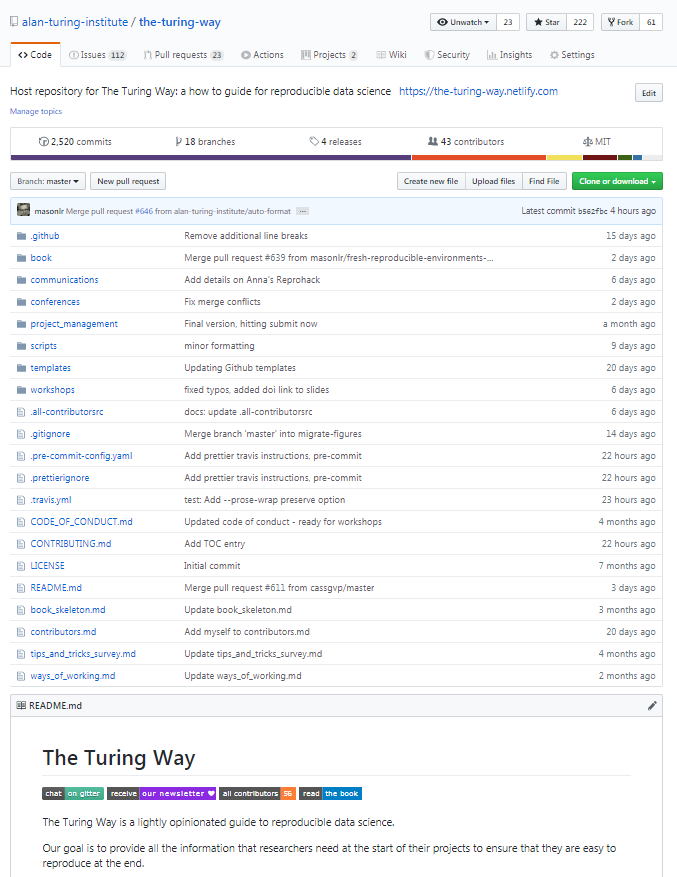 alan-turing-institute / the-turing-way
Unwatch 23 Star 222 Fork 61
Code Issues 112 Pull requests 23 Actions Projects 2 Wiki Security Insights Settings
Host repository for The Turing Way: a how to guide for reproducible data science https://the-turing-way.netlify.com Edit
Manage topics
2,520 commits 18 branches 4 releases 43 contributors MIT
Branch: master New pull request Create new file Upload files Find File Clone or download
masonlr Merge pull request #646 from alan-turing-institute/auto-format ... Latest commit b562fbc 4 hours ago
.github Remove additional line breaks 15 days ago
book Merge pull request #639 from masonlr/fresh-reproducible-environments-... 2 days ago
communications Add details on Anna's Reprohack 6 days ago
conferences Fix merge conflicts 2 days ago
project_management Final version, hitting submit now a month ago
scripts minor formatting 9 days ago
templates Updating Github templates 20 days ago
workshops fixed typos, added doi link to slides 6 days ago
.all-contributorsrc docs: update .all-contributorsrc 6 days ago
.gitignore Merge branch 'master' into migrate-figures 14 days ago
.pre-commit-config.yaml Add prettier travis instructions, pre-commit 22 hours ago
.prettierignore Add prettier travis instructions, pre-commit 22 hours ago
.travis.yml test: Add --prose-wrap preserve option 23 hours ago
CODE_OF_CONDUCT.md Updated code of conduct - ready for workshops 4 months ago
CONTRIBUTING.md Add TOC entry 22 hours ago
LICENSE Initial commit 7 months ago
README.md Merge pull request #611 from cassgvp/master 3 days ago
book_skeleton.md Update book_skeleton.md 3 months ago
contributors.md Add myself to contributors.md 20 days ago
tips_and_tricks_survey.md Update tips_and_tricks_survey.md 4 months ago
ways_of_working.md Update ways_of_working.md 2 months ago
README.md
The Turing Way
chat on gitter receive our newsletter ♥ all contributors 56 read the book
The Turing Way is a lightly opinionated guide to reproducible data science.
Our goal is to provide all the information that researchers need at the start of their projects to ensure that they are easy to
reproduce at the end.